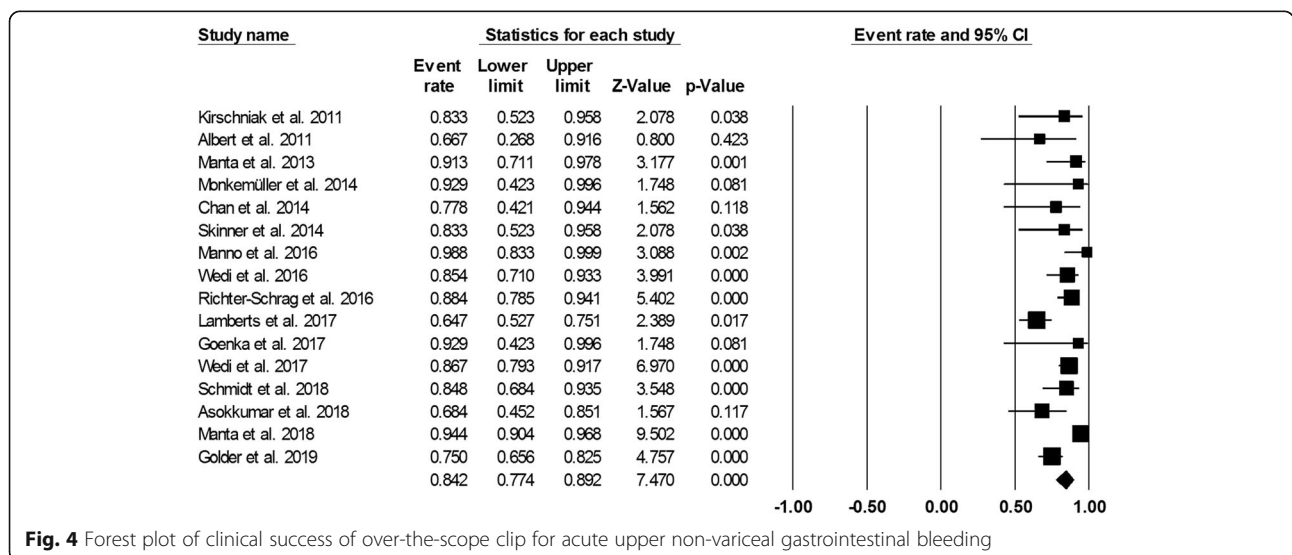 Study name Statistics for each study Event rate and 95% CI
Event Lower Upper
rate limit limit Z-Value p-Value
Kirschniak et al. 2011 0.833 0.523 0.958 2.078 0.038
Albert et al. 2011 0.667 0.268 0.916 0.800 0.423
Manta et al. 2013 0.913 0.711 0.978 3.177 0.001
Monkemüller et al. 2014 0.929 0.423 0.996 1.748 0.081
Chan et al. 2014 0.778 0.421 0.944 1.562 0.118
Skinner et al. 2014 0.833 0.523 0.958 2.078 0.038
Manno et al. 2016 0.988 0.833 0.999 3.088 0.002
Wedi et al. 2016 0.854 0.710 0.933 3.991 0.000
Richter-Schrag et al. 2016 0.884 0.785 0.941 5.402 0.000
Lamberts et al. 2017 0.647 0.527 0.751 2.389 0.017
Goenka et al. 2017 0.929 0.423 0.996 1.748 0.081
Wedi et al. 2017 0.867 0.793 0.917 6.970 0.000
Schmidt et al. 2018 0.848 0.684 0.935 3.548 0.000
Asokkumar et al. 2018 0.684 0.452 0.851 1.567 0.117
Manta et al. 2018 0.944 0.904 0.968 9.502 0.000
Golder et al. 2019 0.750 0.656 0.825 4.757 0.000
0.842 0.774 0.892 7.470 0.000
-1.00 -0.50 0.00 0.50 1.00
Fig. 4 Forest plot of clinical success of over-the-scope clip for acute upper non-variceal gastrointestinal bleeding